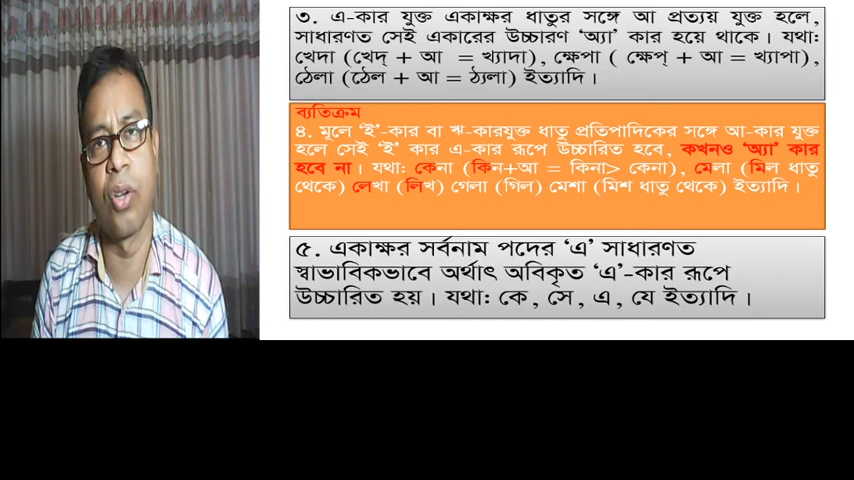 ৩. এ-কার যুক্ত একাক্ষর ধাতুর সঙ্গে আ প্রত্যয় যুক্ত হলে,
সাধারণত সেই একারের উচ্চারণ ‘অ্যা’ কার হয়ে থাকে। যথা:
খেদা (খেদ্ + আ = খ্যাদা), ক্ষেপা ( ক্ষেপ্ + আ = খ্যাপা),
ঠেলা (ঠেল + আ = ঠ্যলা) ইত্যাদি।
ব্যতিক্রম
৪. মূলে ‘ই’-কার বা ঋ-কারযুক্ত ধাতু প্রতিপাদিকের সঙ্গে আ-কার যুক্ত
হলে সেই ‘ই’ কার এ-কার রূপে উচ্চারিত হবে, কখনও ‘অ্যা’ কার
হবে না। যথা: কেনা (কিন+আ = কিনা> কেনা), মেলা (মিল ধাতু
থেকে) লেখা (লিখ) গেলা (গিল) মেশা (মিশ ধাতু থেকে) ইত্যাদি।
৫. একাক্ষর সর্বনাম পদের ‘এ’ সাধারণত
স্বাভাবিকভাবে অর্থাৎ অবিকৃত ‘এ’-কার রূপে
উচ্চারিত হয়। যথা: কে, সে, এ, যে ইত্যাদি।